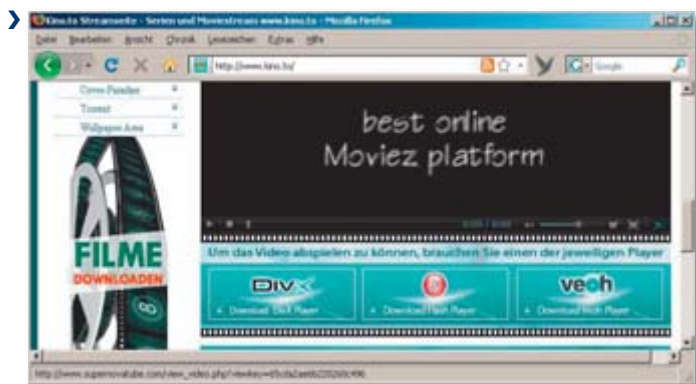 Kino.to Streamseite - Serien und Moviestream www.kino.to - Mozilla Firefox
Datei Bearbeiten Ansicht Chronik Lesezeichen Extras Hilfe
http://www.kino.to/
Google
Cover-Paradies
Torrent
Wallpaper-Area
best online
Moviez platform
FILME
DOWNLOADEN
Um das Video abspielen zu können, brauchen Sie einen der jeweiligen Player
DIVX
veoh
Download DivX Player
Download Flash Player
Download Veoh Player